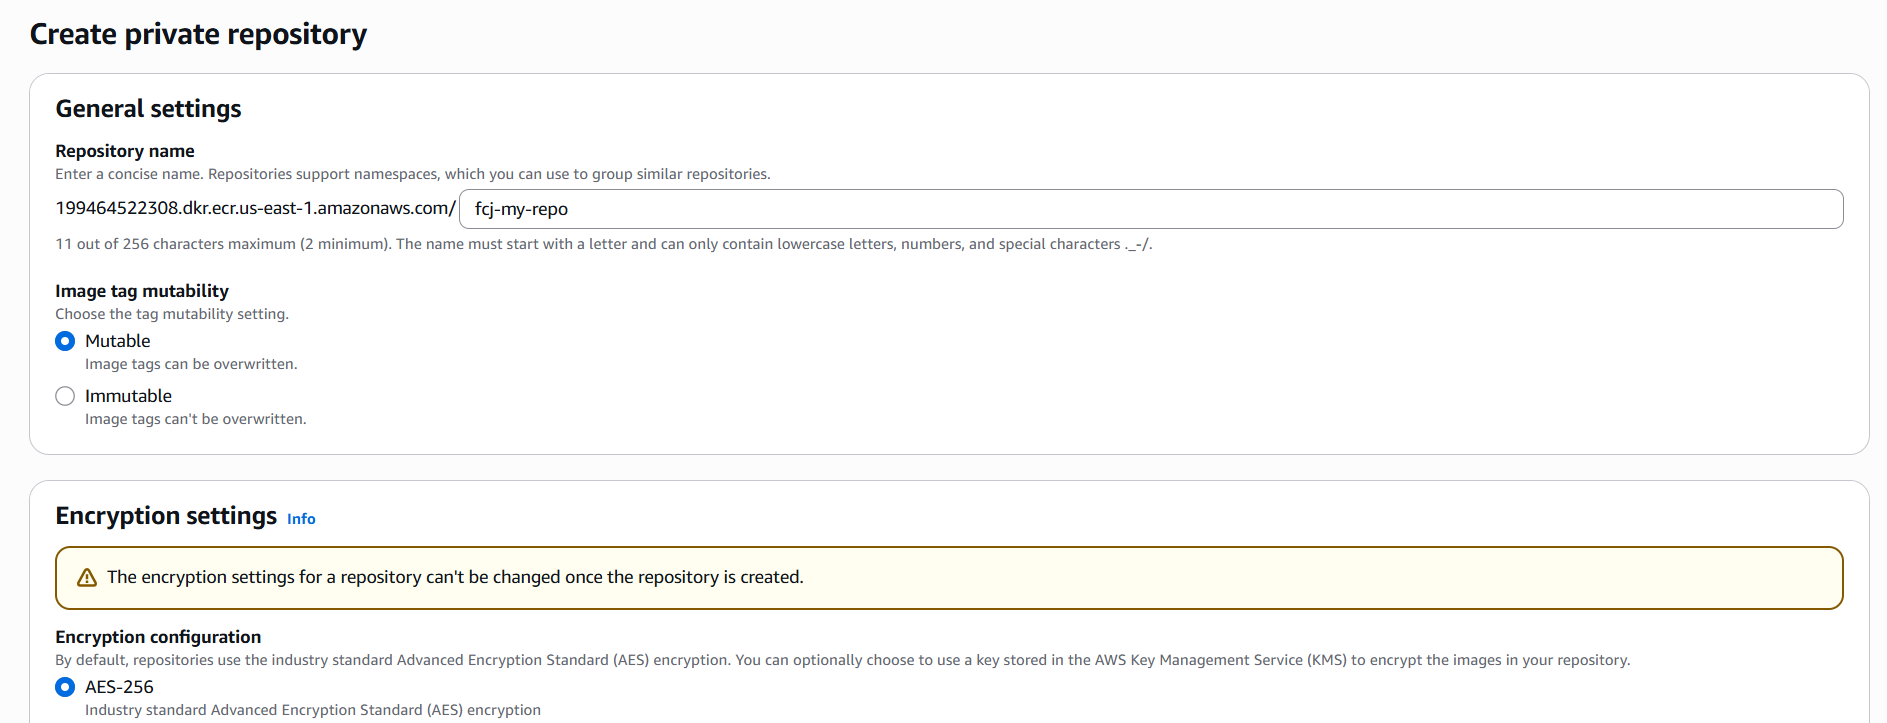 Create private repository
General settings
Repository name
Enter a concise name. Repositories support namespaces, which you can use to group similar repositories.
199464522308.dkr.ecr.us-east-1.amazonaws.com/ fcj-my-repo
11 out of 256 characters maximum (2 minimum). The name must start with a letter and can only contain lowercase letters, numbers, and special characters ._-/.
Image tag mutability
Choose the tag mutability setting.
Mutable
Image tags can be overwritten.
Immutable
Image tags can't be overwritten.
Encryption settings Info
The encryption settings for a repository can't be changed once the repository is created.
Encryption configuration
By default, repositories use the industry standard Advanced Encryption Standard (AES) encryption. You can optionally choose to use a key stored in the AWS Key Management Service (KMS) to encrypt the images in your repository.
AES-256
Industry standard Advanced Encryption Standard (AES) encryption